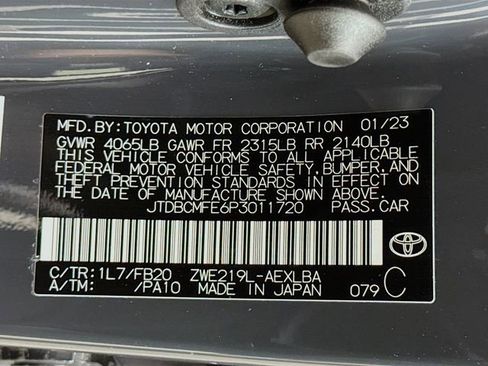 MFD.BY:TOYOTA MOTOR CORPORATION 01/23
GVWR 4065LB GAWR FR 2315LB RR 2140LB
THIS VEHICLE CONFORMS TO ALL APPLICABLE
FEDERAL MOTOR VEHICLE SAFETY, BUMPER, AND
THEFT PREVENTION STANDARDS IN EFFECT ON
THE DATE OF MANUFACTURE SHOWN ABOVE.
JTDBCMFE6P3011720 PASS.CAR
TOYOTA
C/TR:1L7/FB20 ZWE219L-AEXLBA
A/TM: /PA10 MADE IN JAPAN 079 C